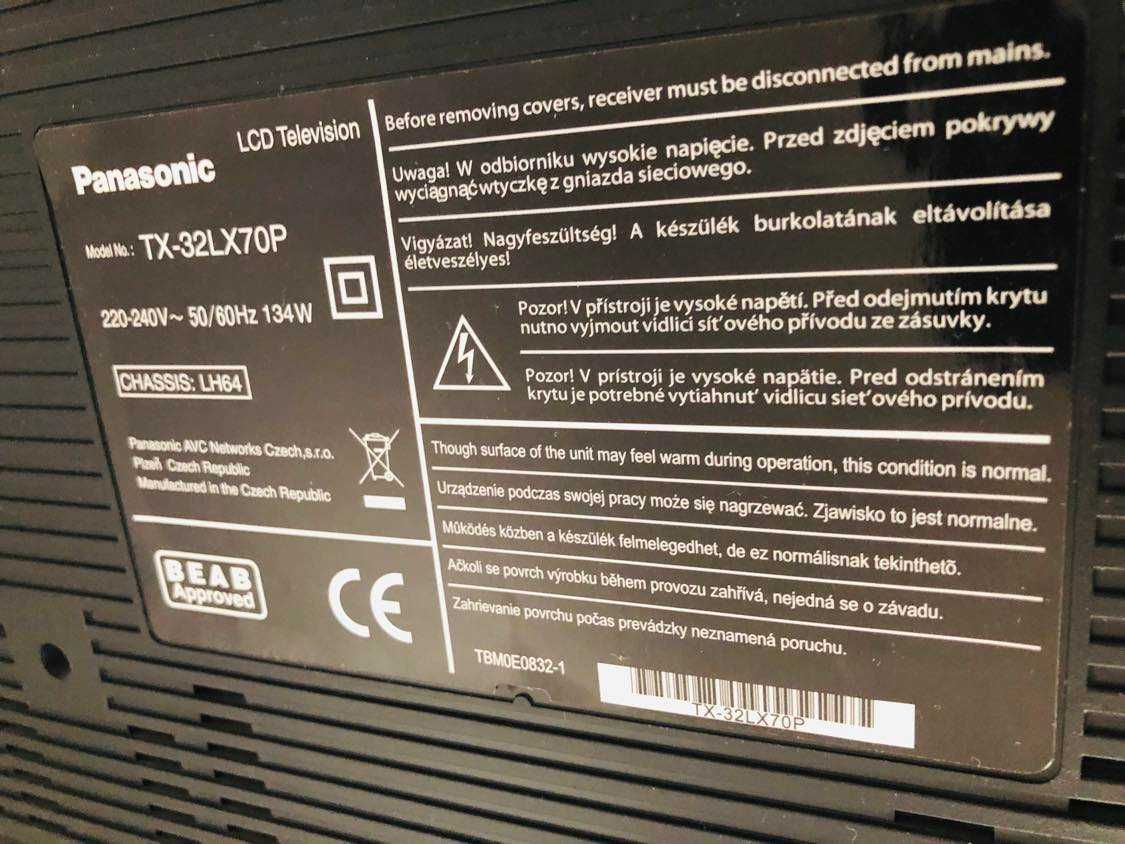 LCD Television
Panasonic
Model No.: TX-32LX70P
220-240V~ 50/60Hz 134W
CHASSIS: LH64
Panasonic AVC Networks Czech,s.r.o.
Plzeň Czech Republic
Manufactured in the Czech Republic
BEAB
Approved
CE
Before removing covers, receiver must be disconnected from mains.
Uwaga! W odbiorniku wysokie napięcie. Przed zdjęciem pokrywy
wyciągnąć wtyczkę z gniazda sieciowego.
Vigyázat! Nagyfeszültség! A készülék burkolatának eltávolítása
életveszélyes!
Pozor! V přístroji je vysoké napětí. Před odejmutím krytu
nutno vyjmout vidlici síť'ového přívodu ze zásuvky.
Pozor! V prístroji je vysoké napätie. Pred odstránením
krytu je potrebné vytiahnut' vidlicu siet'ového prívodu.
Though surface of the unit may feel warm during operation, this condition is normal.
Urządzenie podczas swojej pracy może się nagrzewać. Zjawisko to jest normalne.
Mûködés közben a készülék felmelegedhet, de ez normálisnak tekinthetõ.
Ačkoli se povrch výrobku během provozu zahřívá, nejedná se o závadu.
Zahrievanie povrchu počas prevádzky neznamená poruchu.
TBM0E0832-1
TX-32LX70P